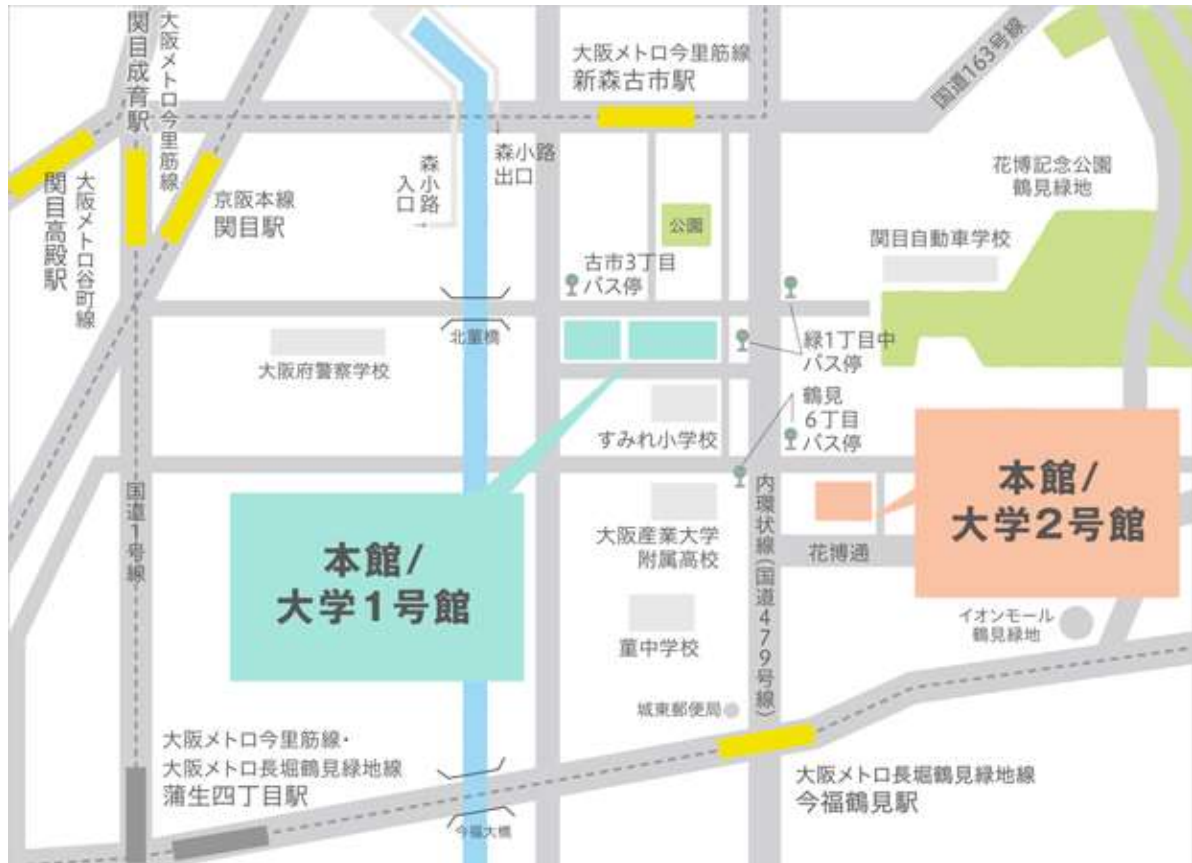 大阪メトロ今里筋線
関目成育駅
大阪メトロ谷町線
関目高殿駅
京阪本線
関目駅
森小路
入口
森小路
出口
大阪メトロ今里筋線
新森古市駅
国道163号線
花博記念公園
鶴見緑地
公園
関目自動車学校
古市3丁目
バス停
北菫橋
大阪府警察学校
緑1丁目中
バス停
鶴見
6丁目
バス停
すみれ小学校
国道1号線
本館/
大学1号館
大阪産業大学
附属高校
内環状線(国道479号線)
花博通
本館/
大学2号館
菫中学校
イオンモール
鶴見緑地
城東郵便局
大阪メトロ今里筋線・
大阪メトロ長堀鶴見緑地線
蒲生四丁目駅
今福大橋
大阪メトロ長堀鶴見緑地線
今福鶴見駅